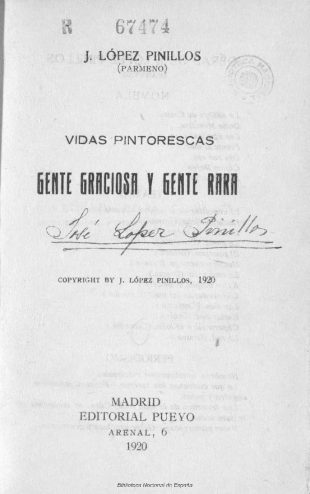 R 67474
J. LÓPEZ PINILLOS
(PÁRMENO)
VIDAS PINTORESCAS
GENTE GRACIOSA Y GENTE RARA
José López Pinillos
COPYRIGHT BY J. LÓPEZ PINILLOS, 1920
MADRID
EDITORIAL PUEYO
ARENAL, 6
1920
Biblioteca Nacional de España